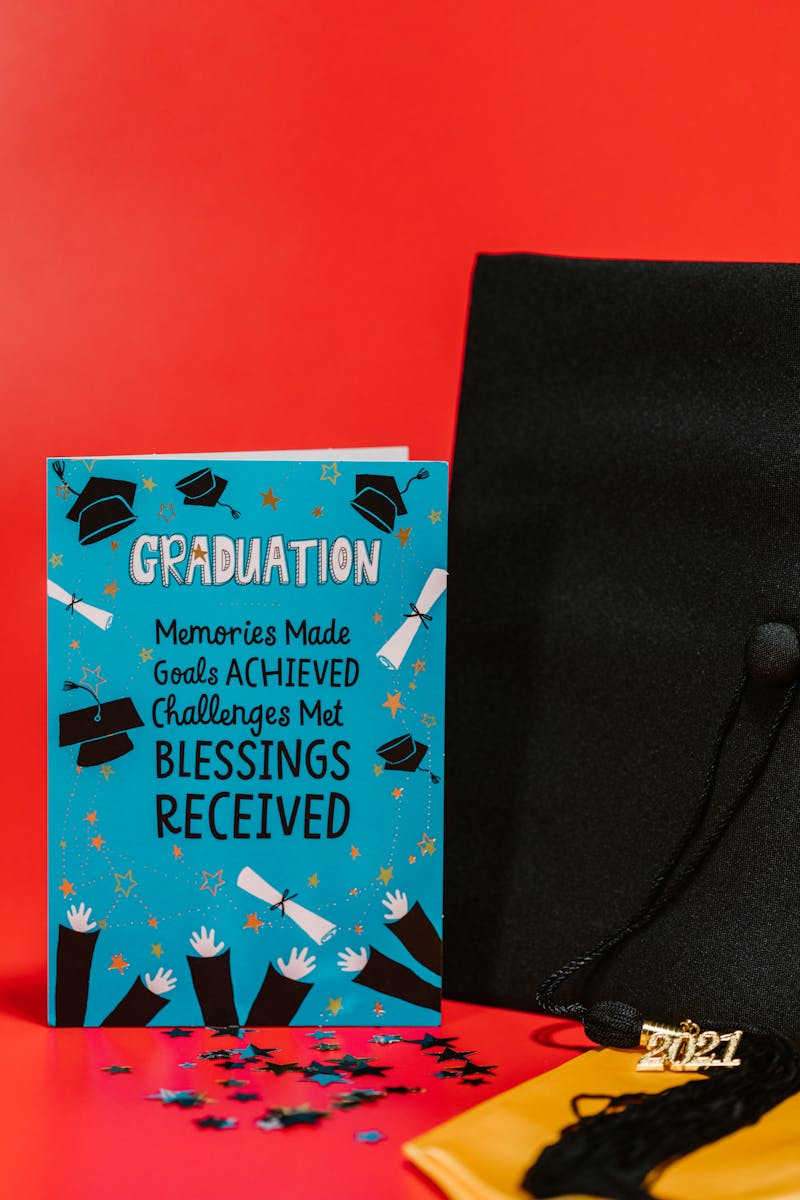 GRADUATION
Memories Made
Goals ACHIEVED
Challenges Met
BLESSINGS
RECEIVED
2021